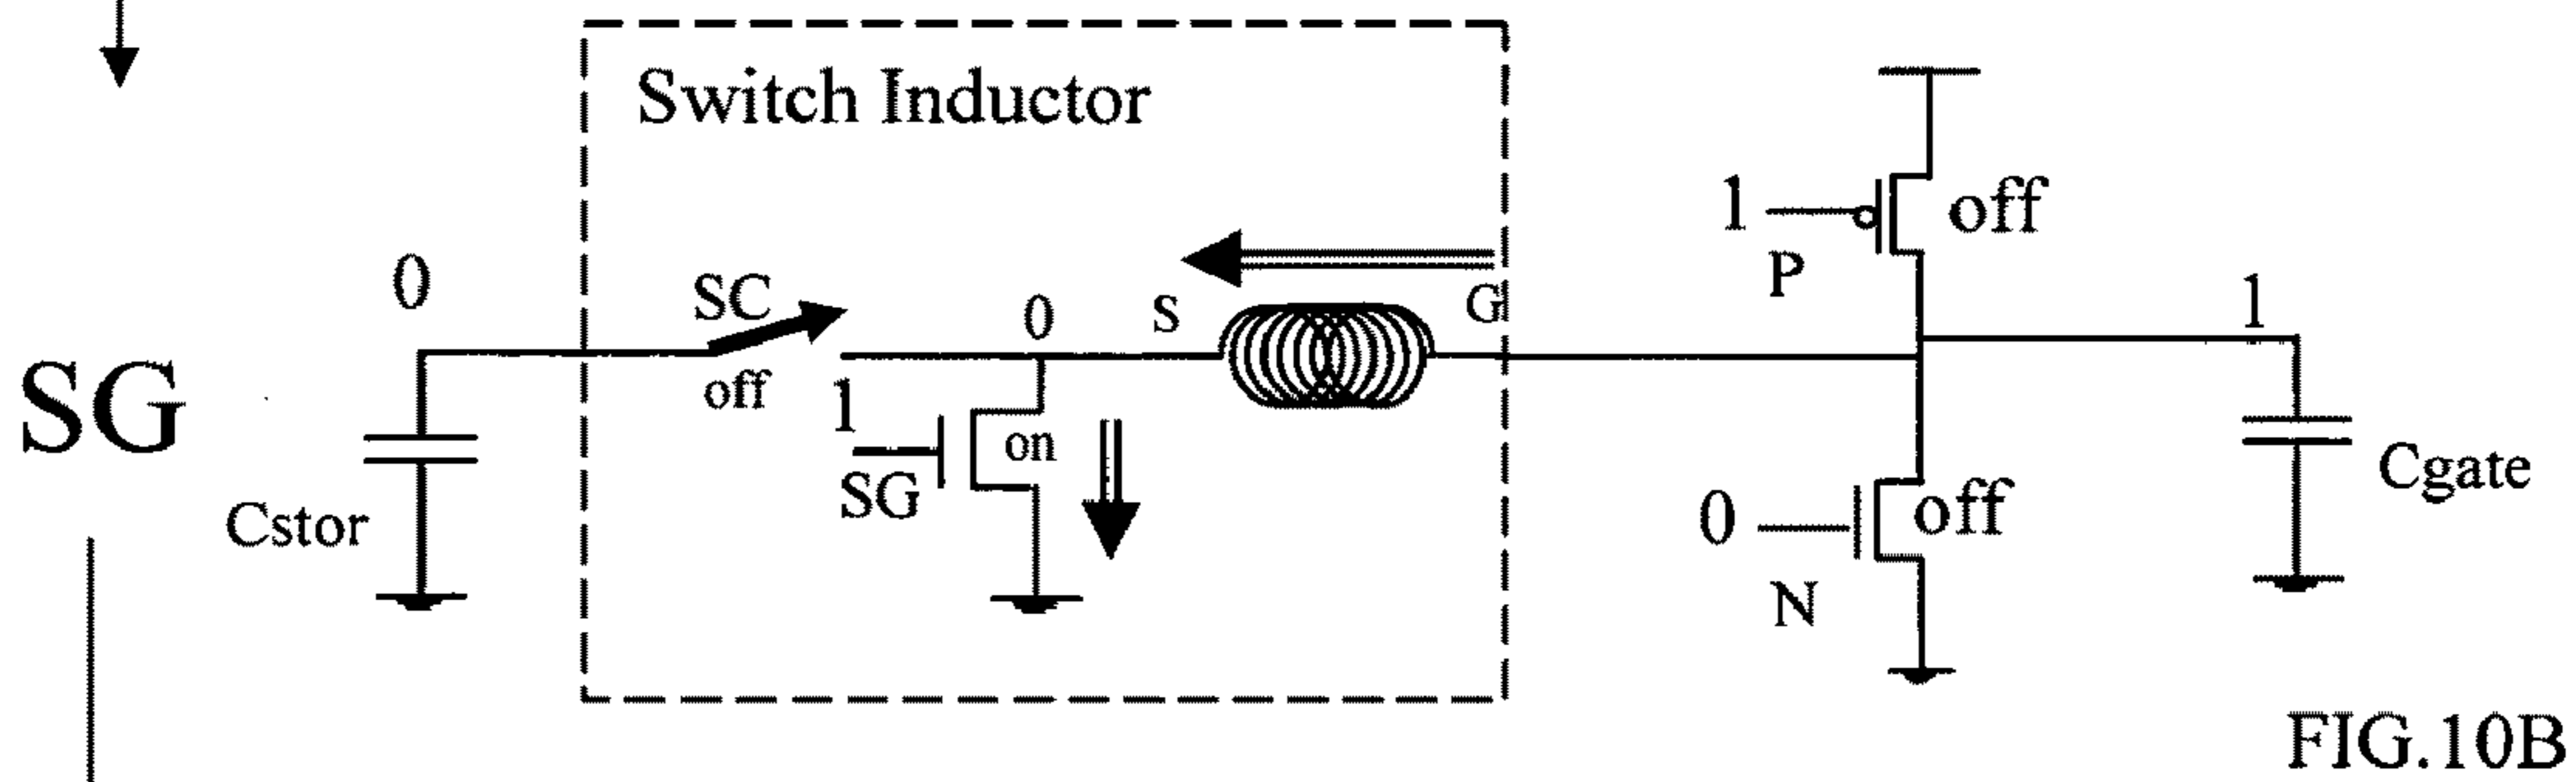 Switch Inductor
1
off
P
0
SC
0
S
G
1
off
SG
1
on
SG
Cstor
0
off
N
Cgate
FIG.10B